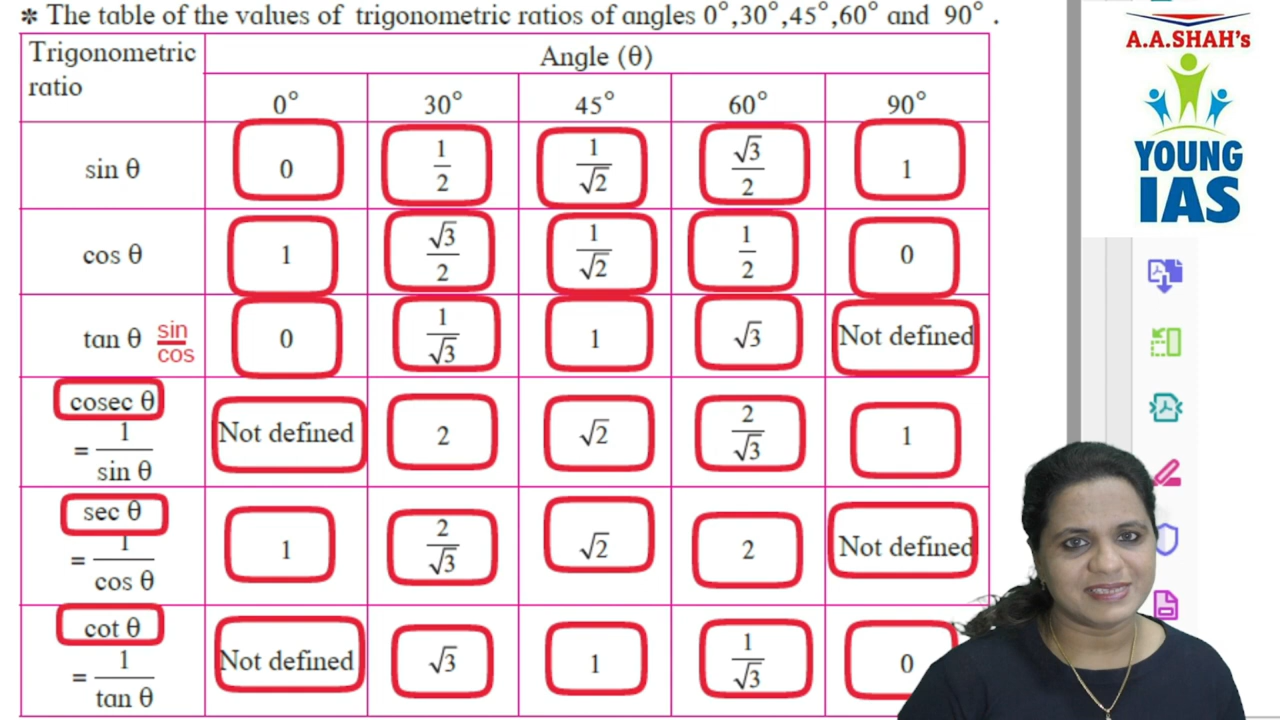 * The table of the values of trigonometric ratios of angles 0°,30°,45°,60° and 90° .
Trigonometric ratio Angle (θ)
0° 30° 45° 60° 90°
sin θ 0 1/2 1/√2 √3/2 1
cos θ 1 √3/2 1/√2 1/2 0
tan θ sin/cos 0 1/√3 1 √3 Not defined
cosec θ = 1/sin θ Not defined 2 √2 2/√3 1
sec θ = 1/cos θ 1 2/√3 √2 2 Not defined
cot θ = 1/tan θ Not defined √3 1 1/√3 0
A.A.SHAH's
YOUNG
IAS